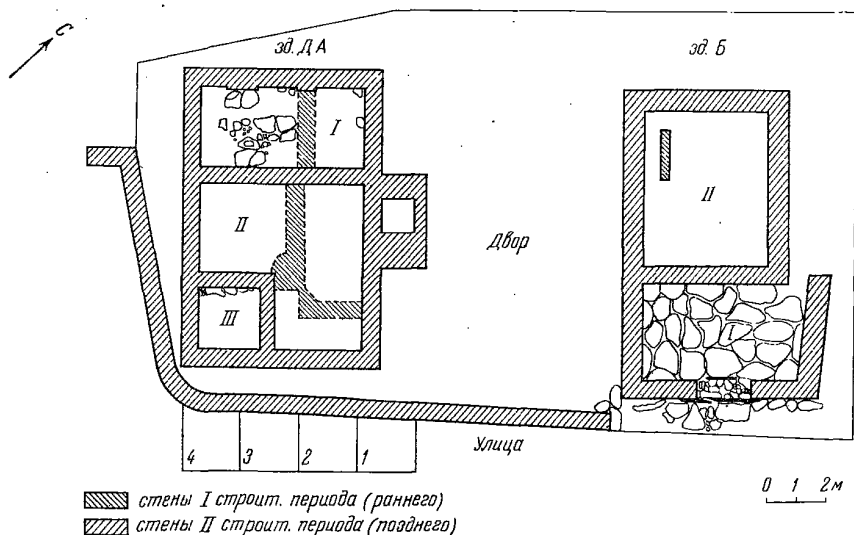 С
зд. ДА
зд. Б
I
II
Двор
II
III
I
Улица
4 3 2 1
стены I строит. периода (раннего)
стены II строит. периода (позднего)
0 1 2м